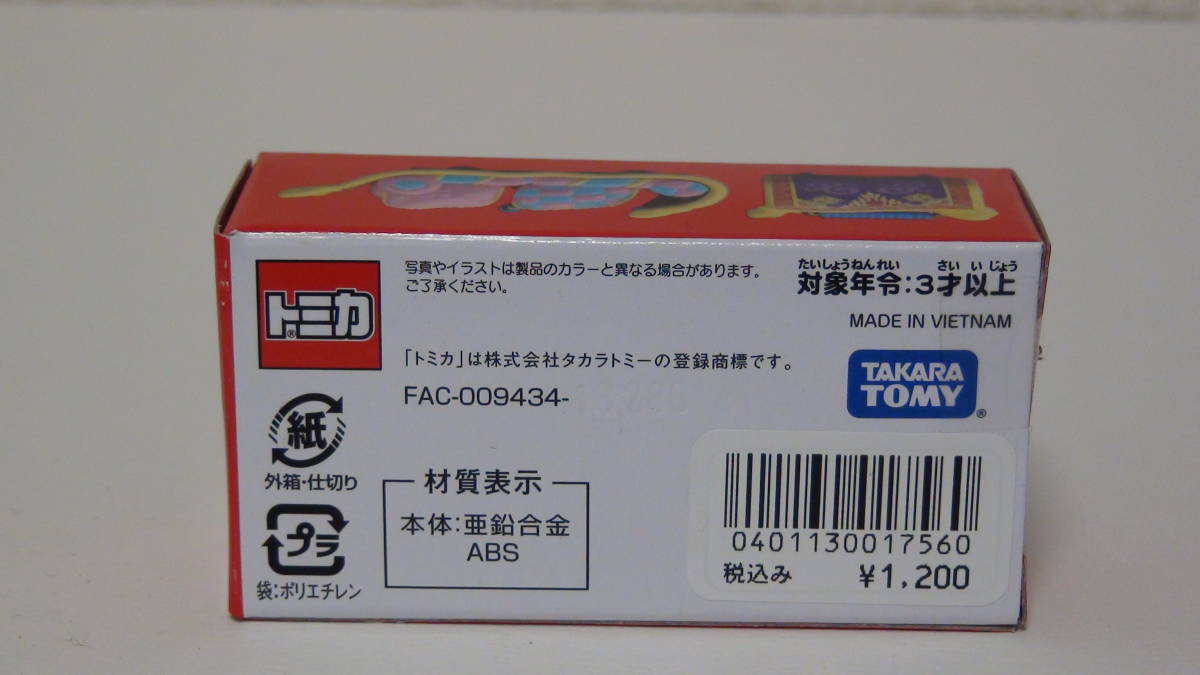 トミカ®
写真やイラストは製品のカラーと異なる場合があります。
ご了承ください。
たいしょうねんれい さい いじょう
対象年令:3才以上
MADE IN VIETNAM
「トミカ」は株式会社タカラトミーの登録商標です。
FAC-009434-
TAKARA
TOMY®
紙
外箱・仕切り
プラ
袋:ポリエチレン
材質表示
本体:亜鉛合金
ABS
0401130017560
税込み ¥1,200